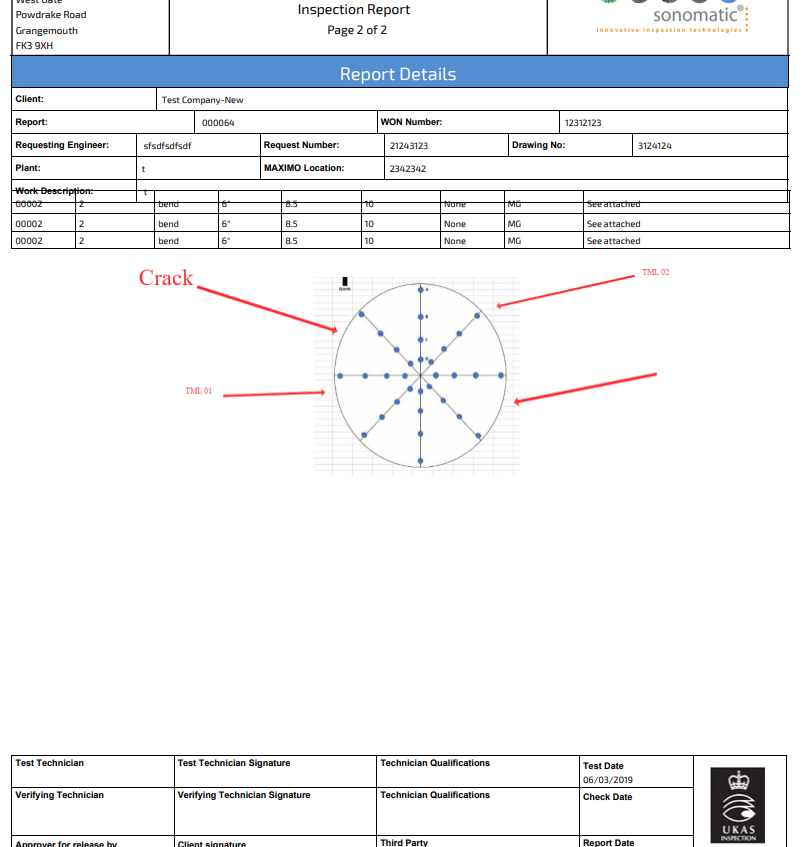 West Gate
Powdrake Road
Grangemouth
FK3 9XH
Inspection Report
Page 2 of 2
sonomatic®
innovative inspection technologies
Report Details
Client: Test Company-New
Report: 000064 WON Number: 12312123
Requesting Engineer: sfsdfsdfsdf Request Number: 21243123 Drawing No: 3124124
Plant: t MAXIMO Location: 2342342
Work Description: t
00002 2 bend 6" 8.5 10 None MG See attached
00002 2 bend 6" 8.5 10 None MG See attached
00002 2 bend 6" 8.5 10 None MG See attached
Crack
TML 02
North
A
B
C
D
TML 01
Test Technician Test Technician Signature Technician Qualifications Test Date
06/03/2019
Verifying Technician Verifying Technician Signature Technician Qualifications Check Date
Approver for release by Client signature Third Party Report Date
UKAS
INSPECTION